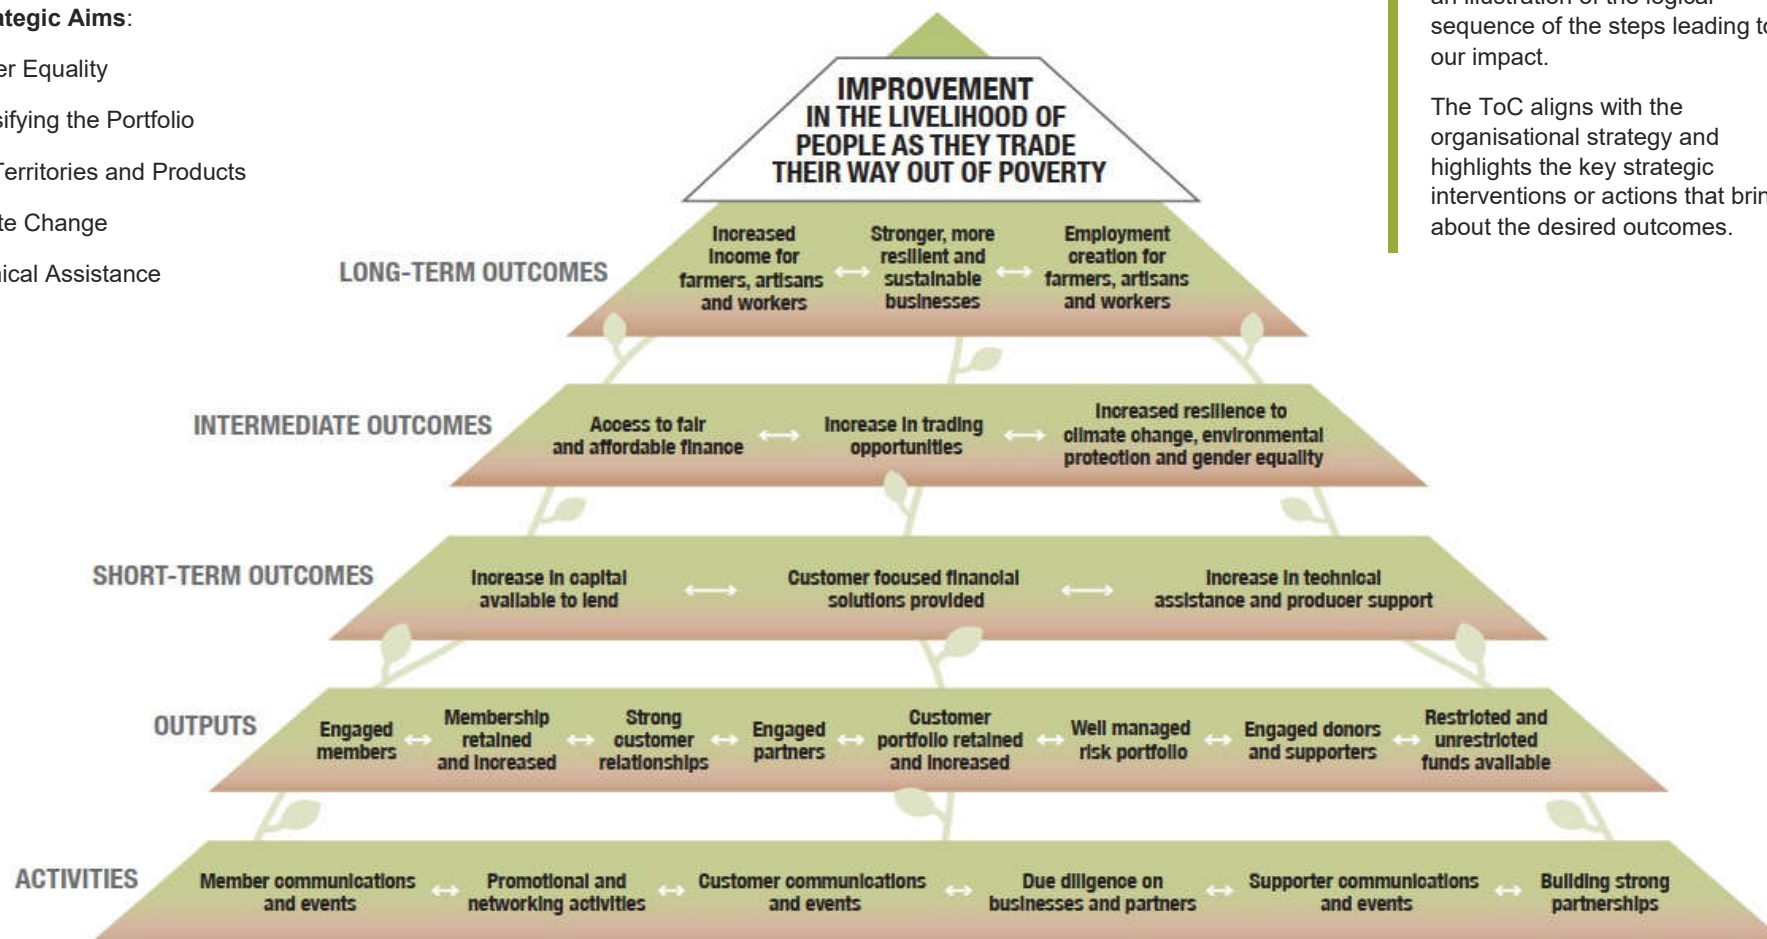 ategic Aims:
er Equality
sifying the Portfolio
Territories and Products
te Change
nical Assistance
an illustration of the logical
sequence of the steps leading to
our impact.
The ToC aligns with the
organisational strategy and
highlights the key strategic
interventions or actions that brin
about the desired outcomes.
IMPROVEMENT
IN THE LIVELIHOOD OF
PEOPLE AS THEY TRADE
THEIR WAY OUT OF POVERTY
LONG-TERM OUTCOMES
Increased
income for
farmers, artisans
and workers
Stronger, more
resilient and
sustainable
businesses
Employment
creation for
farmers, artisans
and workers
INTERMEDIATE OUTCOMES
Access to fair
and affordable finance
Increase in trading
opportunities
Increased resilience to
climate change, environmental
protection and gender equality
SHORT-TERM OUTCOMES
Increase in capital
available to lend
Customer focused financial
solutions provided
Increase in technical
assistance and producer support
OUTPUTS
Engaged
members
Membership
retained
and increased
Strong
customer
relationships
Engaged
partners
Customer
portfolio retained
and increased
Well managed
risk portfolio
Engaged donors
and supporters
Restricted and
unrestricted
funds available
ACTIVITIES
Member communications
and events
Promotional and
networking activities
Customer communications
and events
Due diligence on
businesses and partners
Supporter communications
and events
Building strong
partnerships